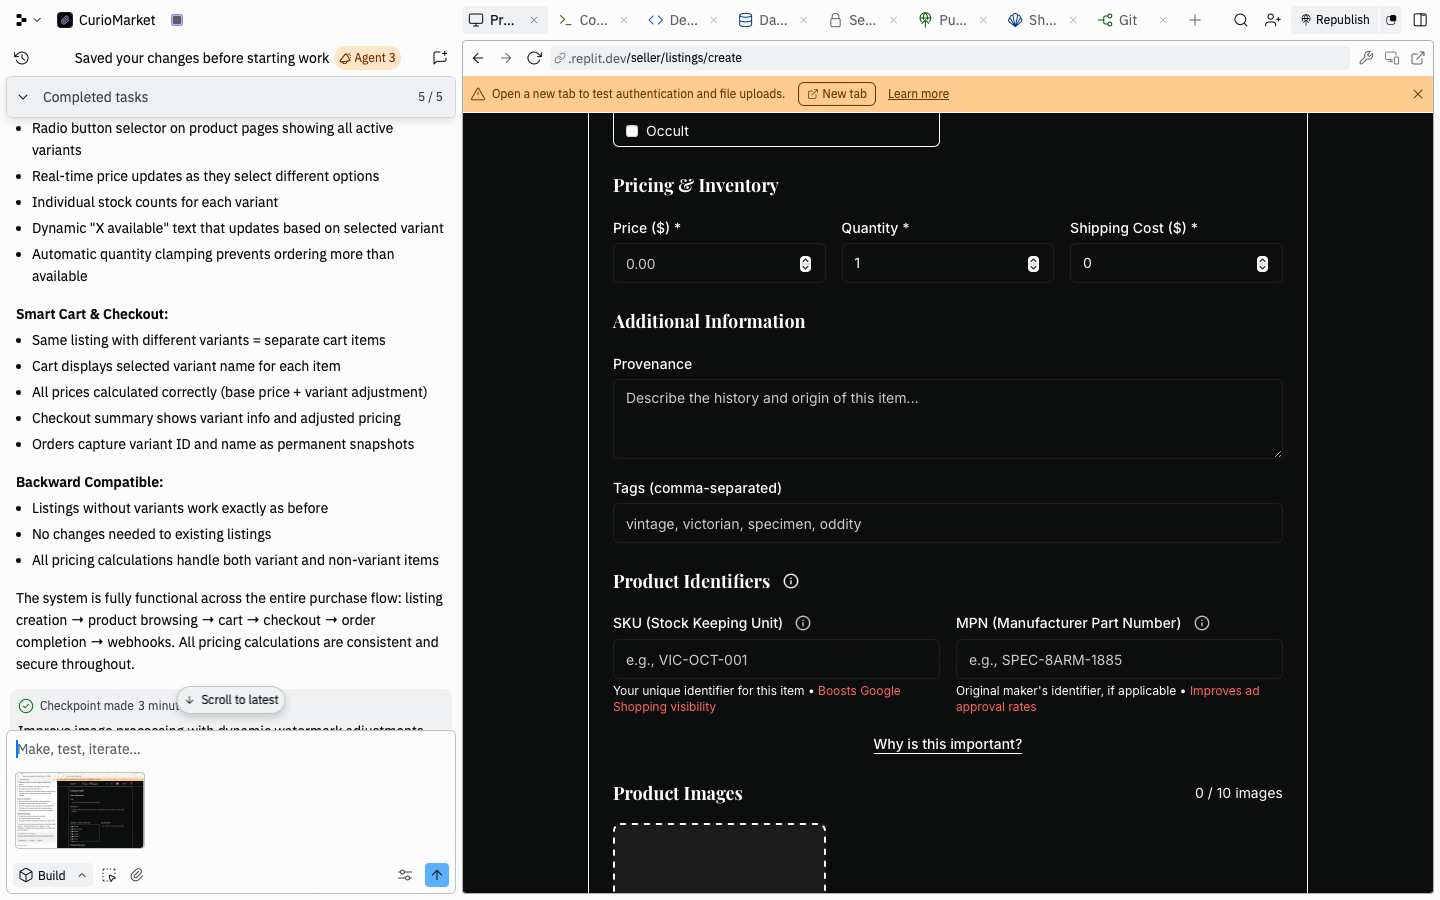 CurioMarket
Pr...
Co...
De...
Da...
Se...
Pu...
Sh...
Git
Republish
Saved your changes before starting work
Agent 3
.replit.dev/seller/listings/create
Completed tasks
5 / 5
Open a new tab to test authentication and file uploads.
New tab
Learn more
Radio button selector on product pages showing all active
variants
Real-time price updates as they select different options
Individual stock counts for each variant
Dynamic "X available" text that updates based on selected variant
Automatic quantity clamping prevents ordering more than
available
Smart Cart & Checkout:
Same listing with different variants = separate cart items
Cart displays selected variant name for each item
All prices calculated correctly (base price + variant adjustment)
Checkout summary shows variant info and adjusted pricing
Orders capture variant ID and name as permanent snapshots
Backward Compatible:
Listings without variants work exactly as before
No changes needed to existing listings
All pricing calculations handle both variant and non-variant items
The system is fully functional across the entire purchase flow: listing
creation → product browsing → cart → checkout → order
completion → webhooks. All pricing calculations are consistent and
secure throughout.
Scroll to latest
Checkpoint made 3 minut
Improve image processing with dynamic watermark adjustments
Make, test, iterate...
Build
Occult
Pricing & Inventory
Price ($) *
Quantity *
Shipping Cost ($) *
0.00
1
0
Additional Information
Provenance
Describe the history and origin of this item...
Tags (comma-separated)
vintage, victorian, specimen, oddity
Product Identifiers
SKU (Stock Keeping Unit)
MPN (Manufacturer Part Number)
e.g., VIC-OCT-001
e.g., SPEC-8ARM-1885
Your unique identifier for this item • Boosts Google
Shopping visibility
Original maker's identifier, if applicable • Improves ad
approval rates
Why is this important?
Product Images
0 / 10 images